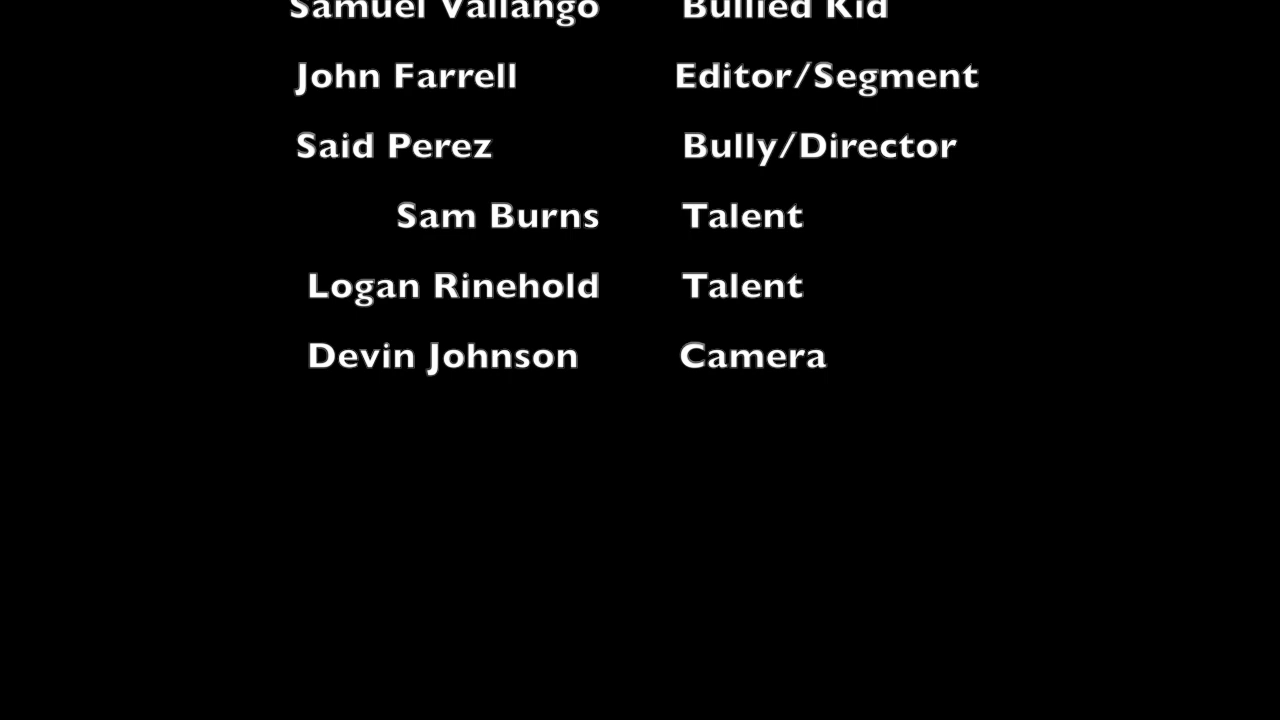 Samuel Vallango Bullied Kid
John Farrell Editor/Segment
Said Perez Bully/Director
Sam Burns Talent
Logan Rinehold Talent
Devin Johnson Camera